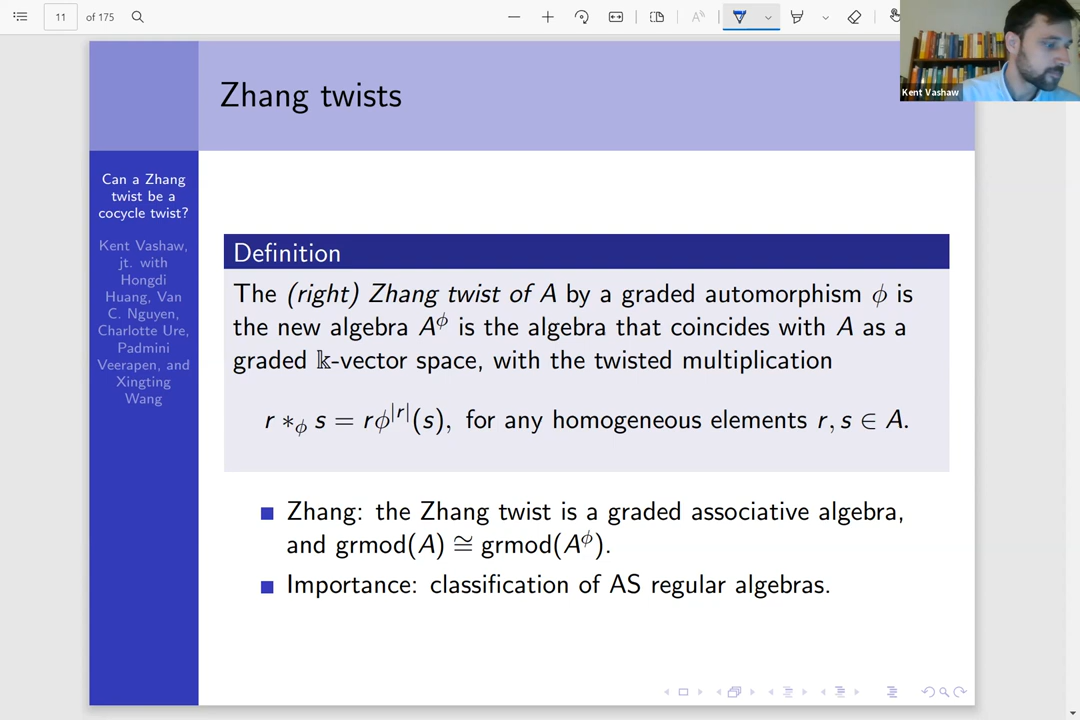 11 of 175
Kent Vashaw
Zhang twists
Can a Zhang
twist be a
cocycle twist?
Kent Vashaw,
jt. with
Hongdi
Huang, Van
C. Nguyen,
Charlotte Ure,
Padmini
Veerapen, and
Xingting
Wang
Definition
The (right) Zhang twist of A by a graded automorphism ϕ is
the new algebra A^ϕ is the algebra that coincides with A as a
graded 𝕜-vector space, with the twisted multiplication
r ∗_ϕ s = rϕ^|r|(s), for any homogeneous elements r, s ∈ A.
Zhang: the Zhang twist is a graded associative algebra,
and grmod(A) ≅ grmod(A^ϕ).
Importance: classification of AS regular algebras.